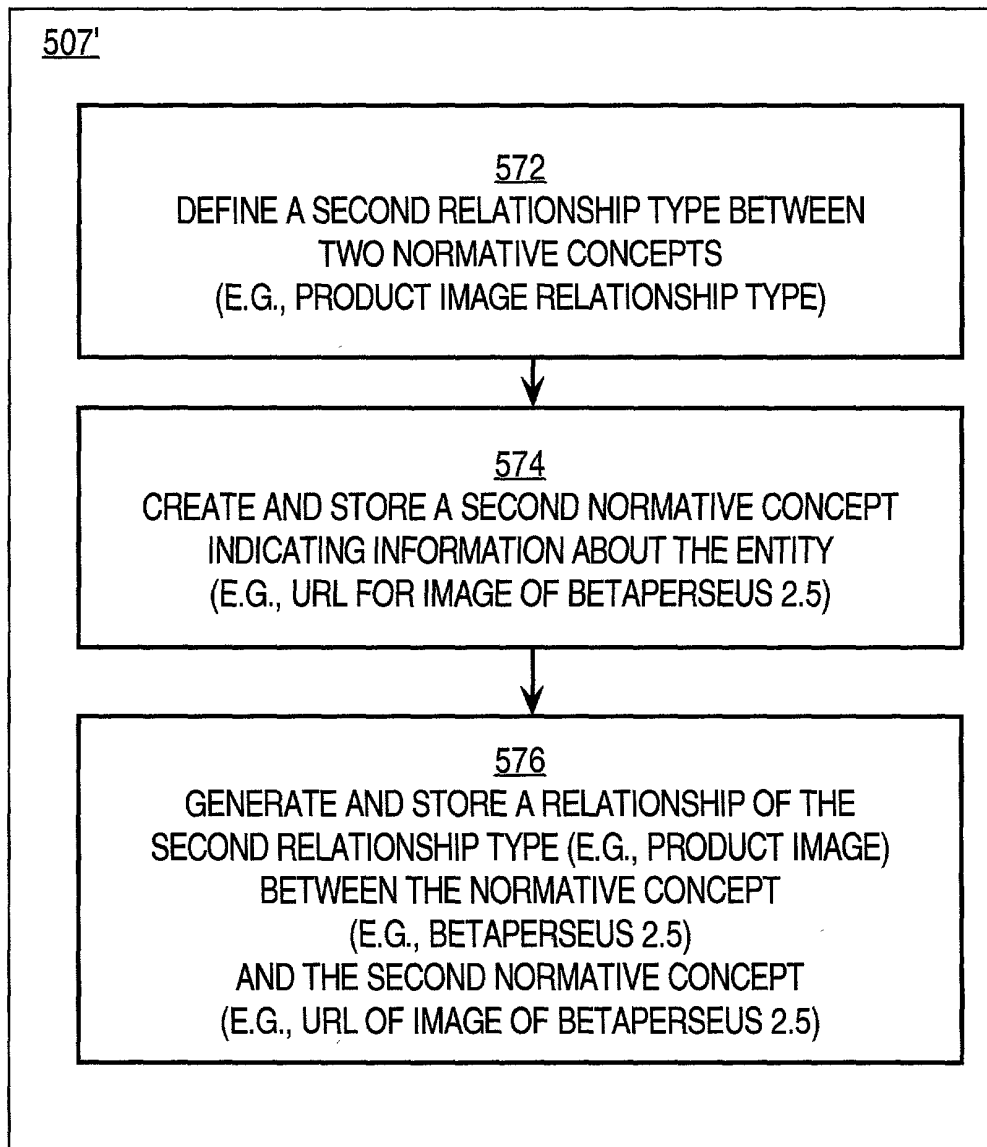 507'
572
DEFINE A SECOND RELATIONSHIP TYPE BETWEEN
TWO NORMATIVE CONCEPTS
(E.G., PRODUCT IMAGE RELATIONSHIP TYPE)
574
CREATE AND STORE A SECOND NORMATIVE CONCEPT
INDICATING INFORMATION ABOUT THE ENTITY
(E.G., URL FOR IMAGE OF BETAPERSEUS 2.5)
576
GENERATE AND STORE A RELATIONSHIP OF THE
SECOND RELATIONSHIP TYPE (E.G., PRODUCT IMAGE)
BETWEEN THE NORMATIVE CONCEPT
(E.G., BETAPERSEUS 2.5)
AND THE SECOND NORMATIVE CONCEPT
(E.G., URL OF IMAGE OF BETAPERSEUS 2.5)